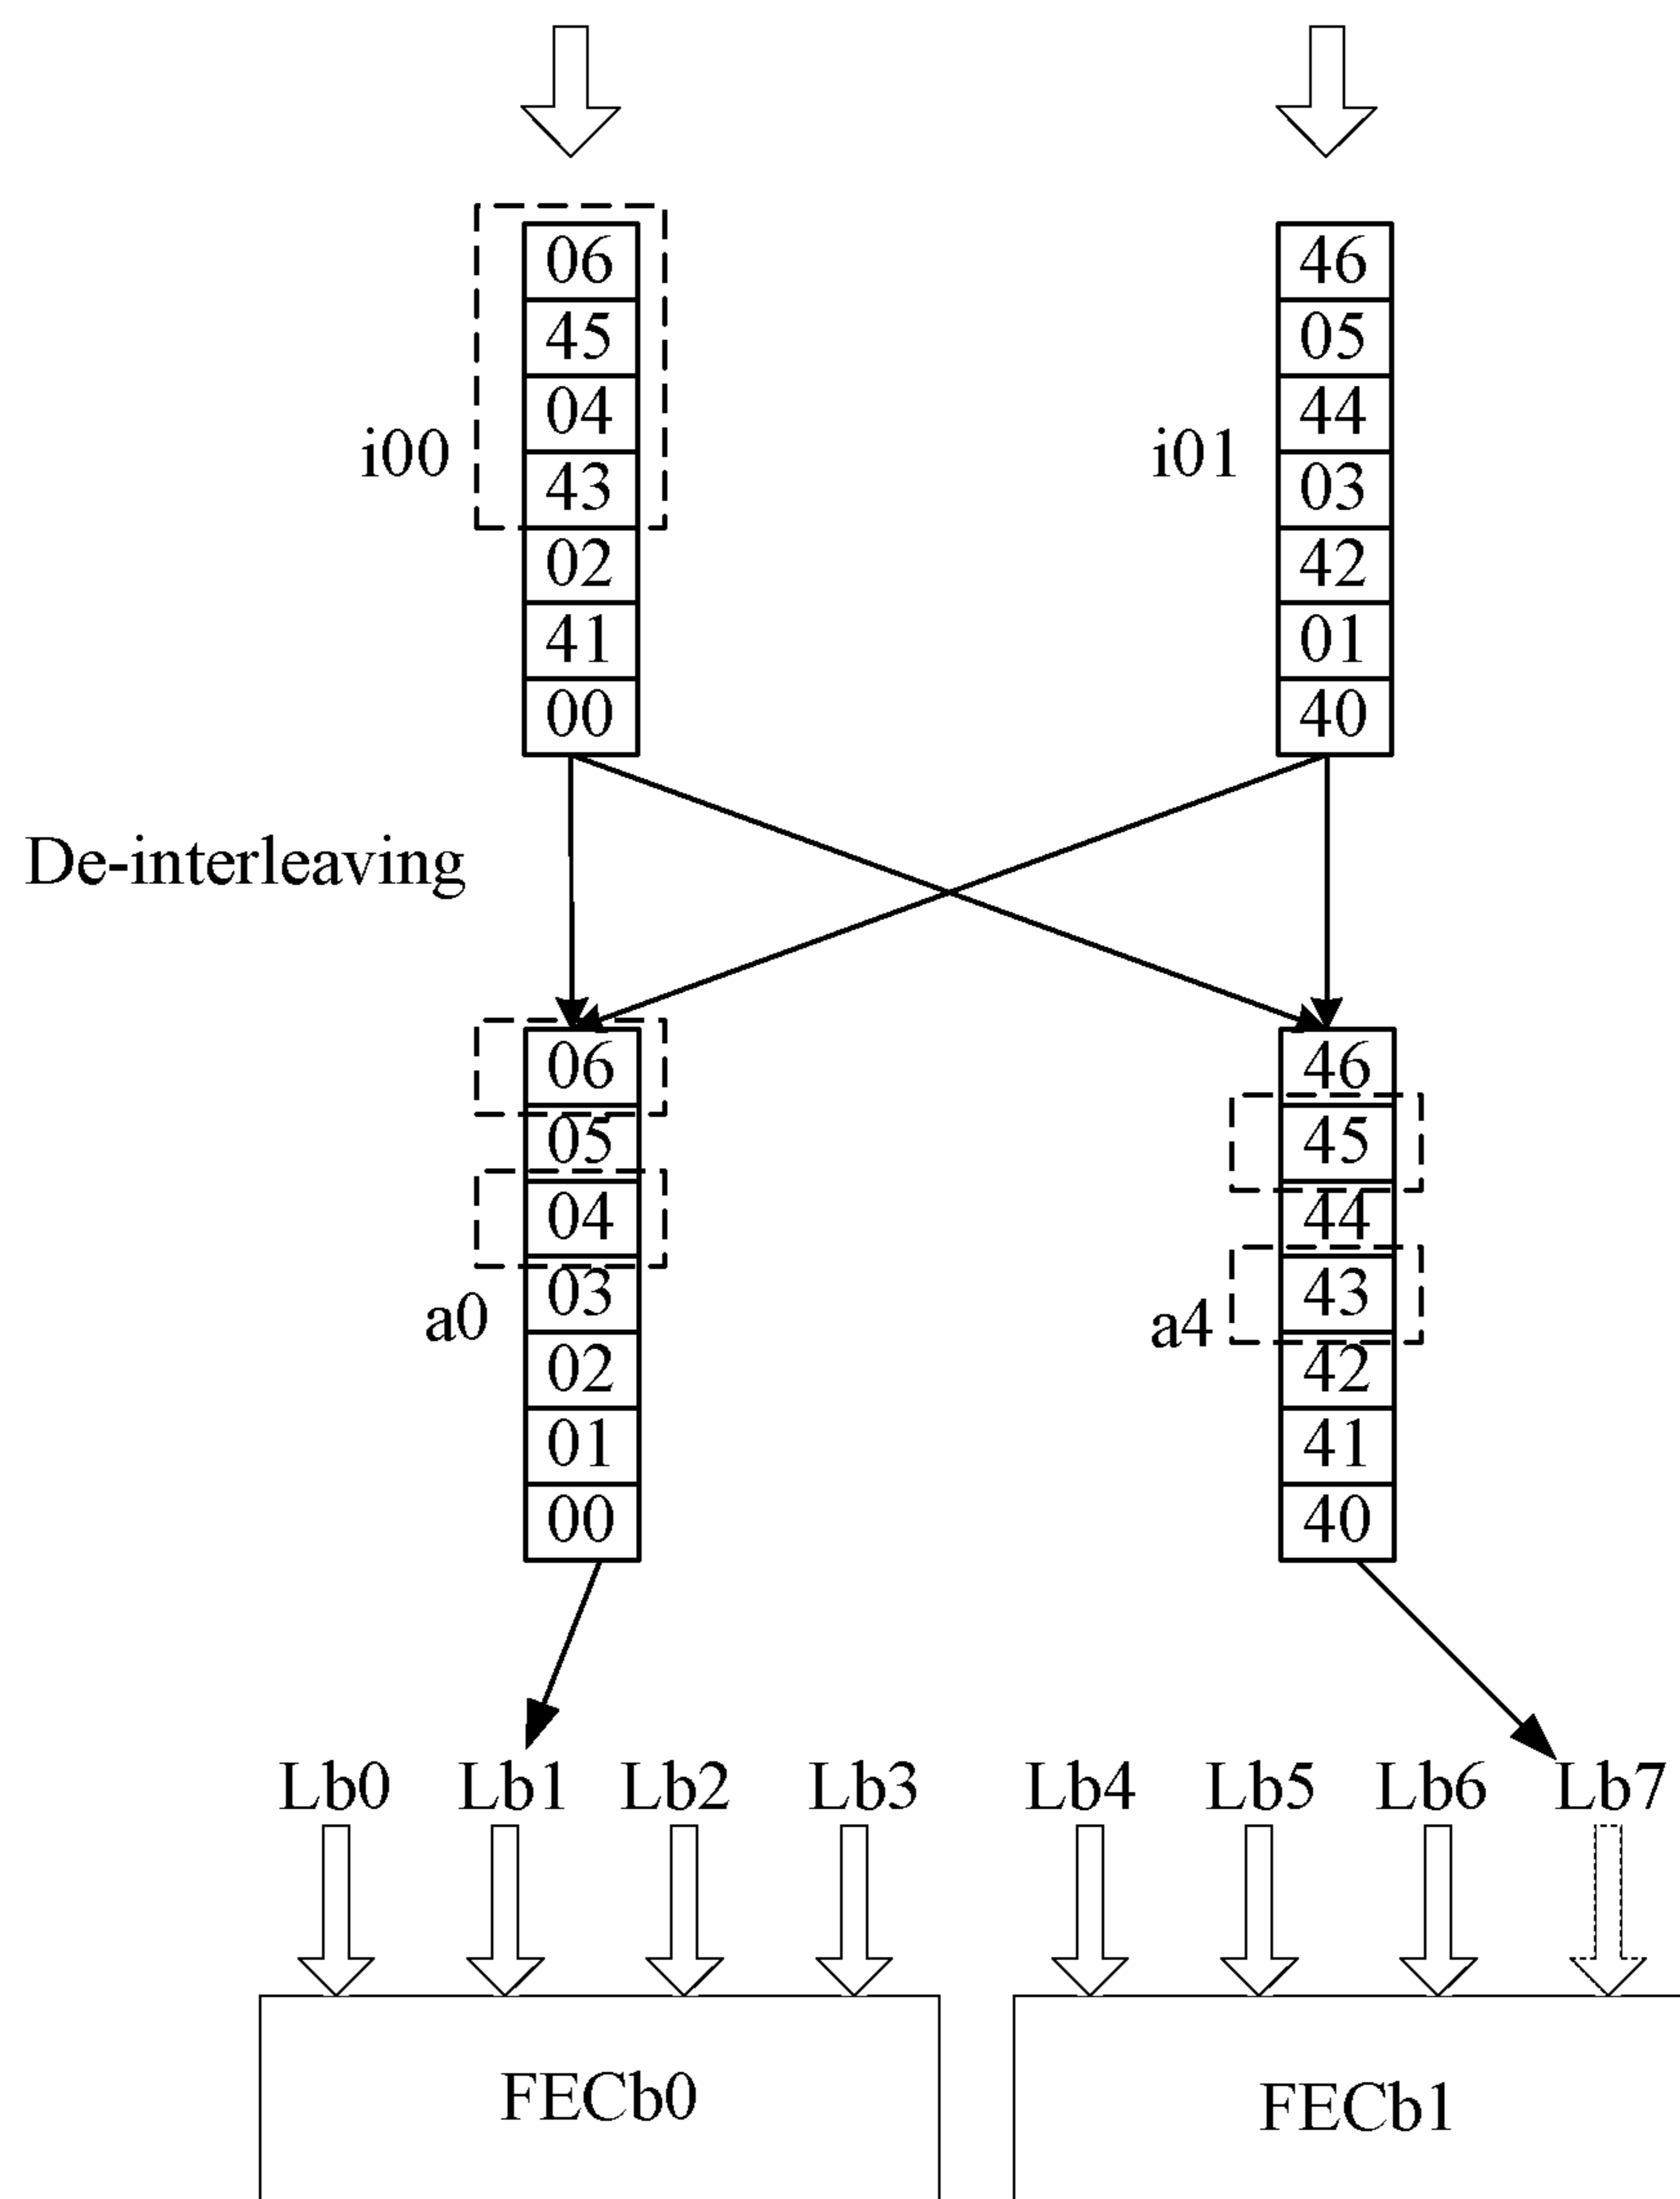 06 46
45 05
04 44
i00 43 i01 03
02 42
41 01
00 40
De-interleaving
06 46
05 45
04 44
03 43
a0 a4
02 42
01 41
00 40
Lb0 Lb1 Lb2 Lb3 Lb4 Lb5 Lb6 Lb7
FECb0 FECb1